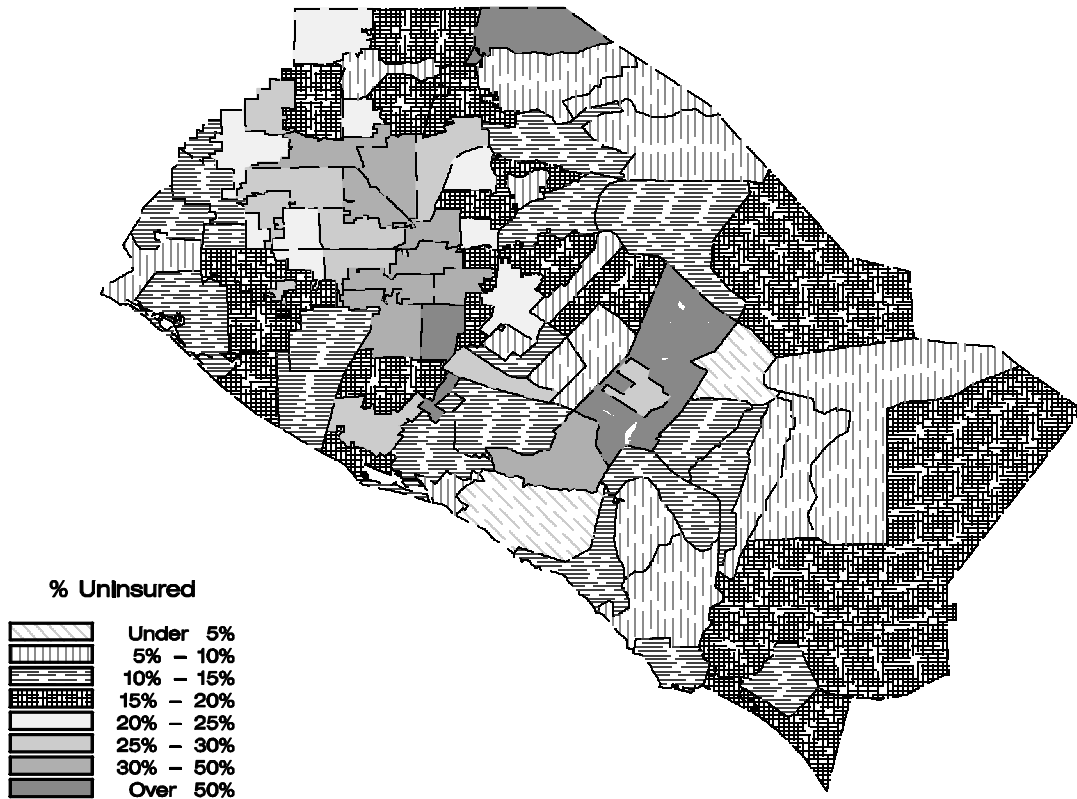 % Uninsured
Under 5%
5% – 10%
10% – 15%
15% – 20%
20% – 25%
25% – 30%
30% – 50%
Over 50%